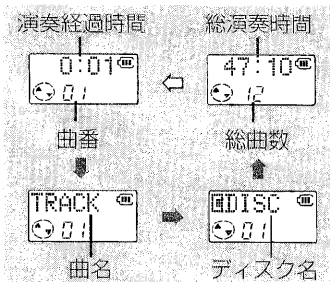 演奏経過時間 総演奏時間
0:01 47:10
01 12
曲番 総曲数
TRACK DISC
01 01
曲名 ディスク名